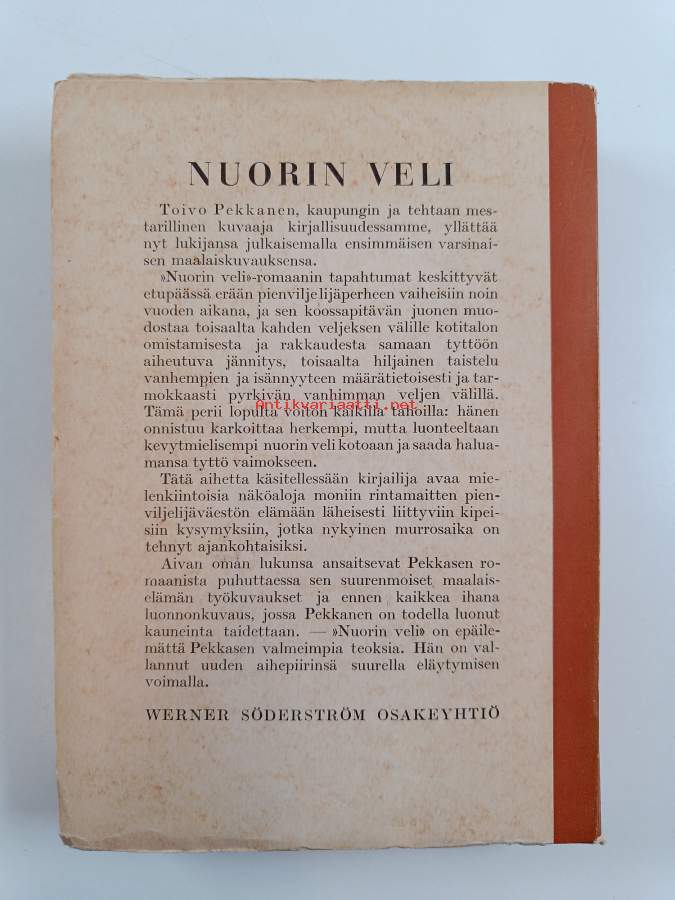 NUORIN VELI
Toivo Pekkanen, kaupungin ja tehtaan mes-
tarillinen kuvaaja kirjallisuudessamme, yllättää
nyt lukijansa julkaisemalla ensimmäisen varsinai-
sen maalaiskuvauksensa.
»Nuorin veli»-romaanin tapahtumat keskittyvät
etupäässä erään pienviljelijäperheen vaiheisiin noin
vuoden aikana, ja sen koossapitävän juonen muo-
dostaa toisaalta kahden veljeksen välille kotitalon
omistamisesta ja rakkaudesta samaan tyttöön
aiheutuva jännitys, toisaalta hiljainen taistelu
vanhempien ja isännyyteen määrätietoisesti ja tar-
mokkaasti pyrkivän vanhimman veljen välillä.
Antikvariaatti.net
Tämä perii lopulta voiton kaikilla tahoilla: hänen
onnistuu karkoittaa herkempi, mutta luonteeltaan
kevytmielisempi nuorin veli kotoaan ja saada halua-
mansa tyttö vaimokseen.
Tätä aihetta käsitellessään kirjailija avaa mie-
lenkiintoisia näköaloja moniin rintamaitten pien-
viljelijäväestön elämään läheisesti liittyviin kipei-
siin kysymyksiin, jotka nykyinen murrosaika on
tehnyt ajankohtaisiksi.
Aivan oman lukunsa ansaitsevat Pekkasen ro-
maanista puhuttaessa sen suurenmoiset maalais-
elämän työkuvaukset ja ennen kaikkea ihana
luonnonkuvaus, jossa Pekkanen on todella luonut
kauneinta taidettaan. — »Nuorin veli» on epäile-
mättä Pekkasen valmeimpia teoksia. Hän on val-
lannut uuden aihepiirinsä suurella eläytymisen
voimalla.
WERNER SÖDERSTRÖM OSAKEYHTIÖ